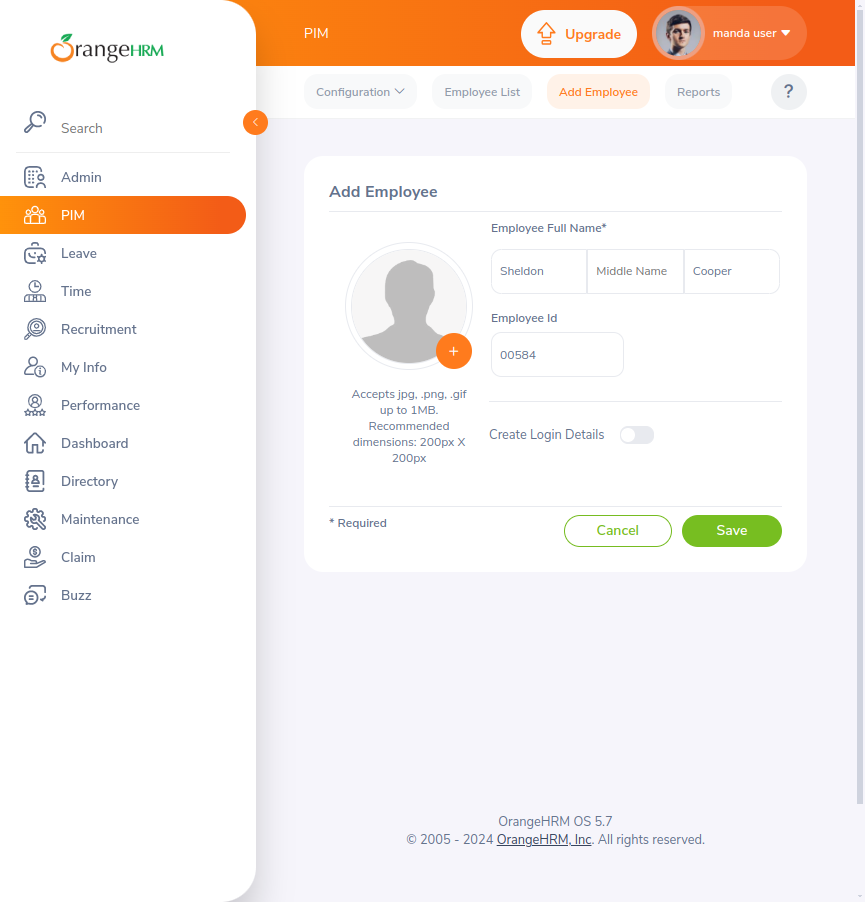 OrangeHRM
PIM
Upgrade
manda user
Configuration
Employee List
Add Employee
Reports
?
Search
Admin
PIM
Leave
Time
Recruitment
My Info
Performance
Dashboard
Directory
Maintenance
Claim
Buzz
Add Employee
Employee Full Name*
Sheldon
Middle Name
Cooper
Employee Id
00584
Accepts jpg, .png, .gif
up to 1MB.
Recommended
dimensions: 200px X
200px
Create Login Details
* Required
Cancel
Save
OrangeHRM OS 5.7
© 2005 - 2024 OrangeHRM, Inc. All rights reserved.